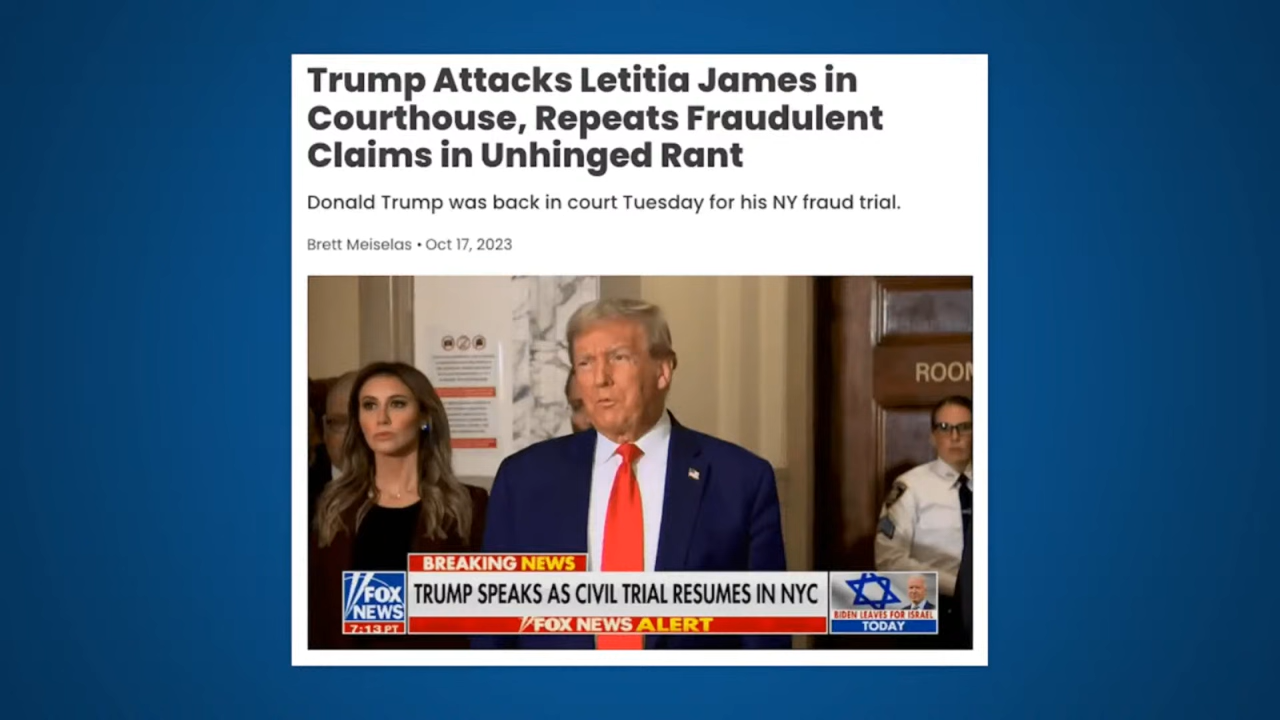 Trump Attacks Letitia James in
Courthouse, Repeats Fraudulent
Claims in Unhinged Rant
Donald Trump was back in court Tuesday for his NY fraud trial.
Brett Meiselas • Oct 17, 2023
ROOM
BREAKING NEWS
FOX
NEWS
7:13 PT
TRUMP SPEAKS AS CIVIL TRIAL RESUMES IN NYC
FOX NEWS ALERT
BIDEN LEAVES FOR ISRAEL
TODAY